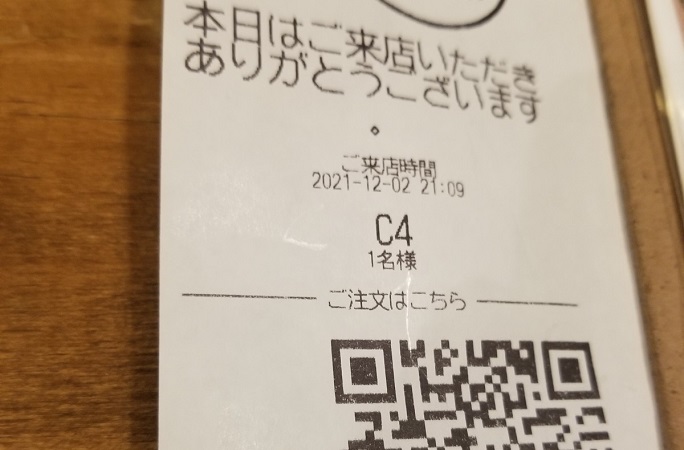 本日はご来店いただき
ありがとうございます
。
ご来店時間
2021-12-02 21:09
C4
1名様
ご注文はこちら